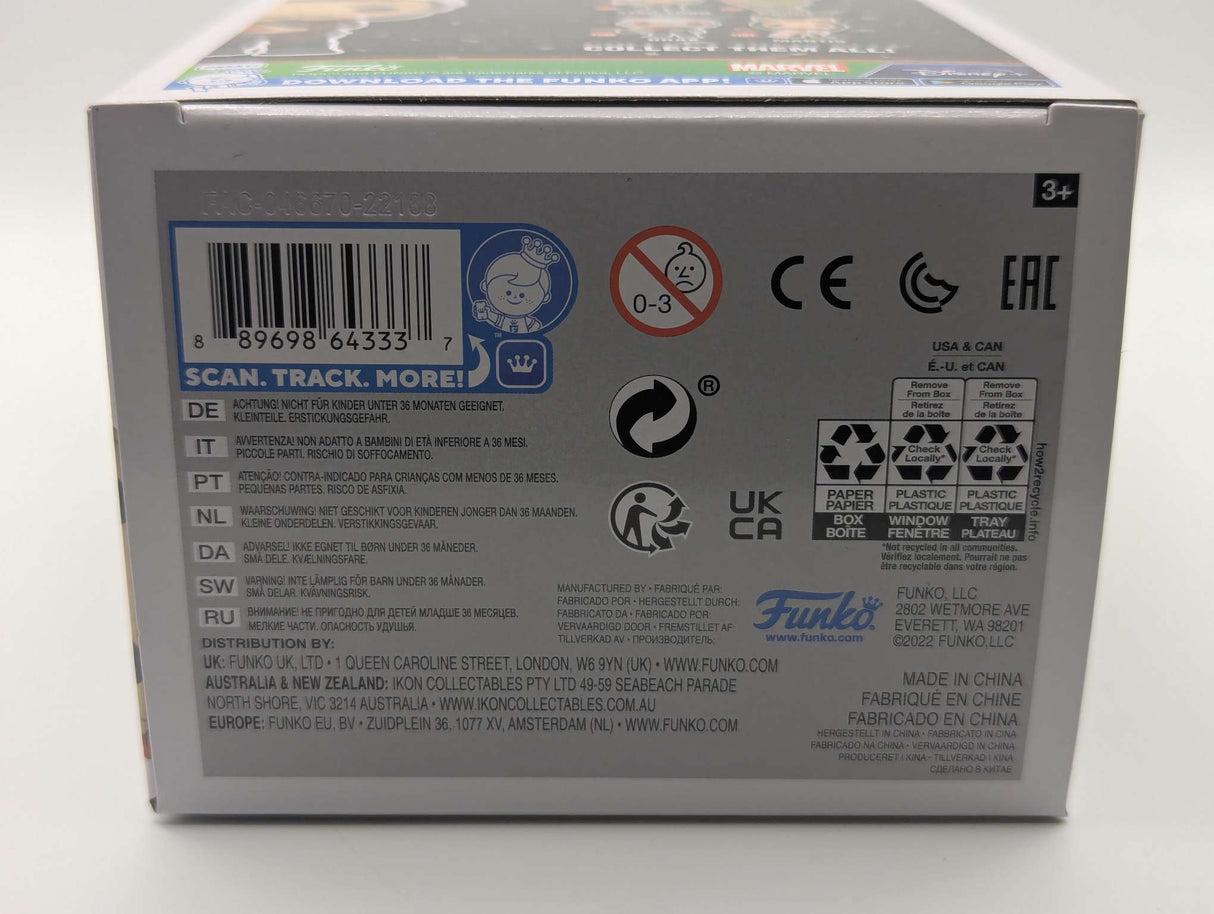 COLLECT THEM ALL!
MARVEL
© MARVEL
DOWNLOAD THE FUNKO APP!
FAC-046670-22188
3+
8 89698 64333 7
SCAN. TRACK. MORE!
™
0-3
CE
EAC
®
UK
CA
USA & CAN
É.-U. et CAN
Remove From Box
Retirez de la boîte
Remove From Box
Retirez de la boîte
Check Locally*
Check Locally*
PAPER
PAPIER
PLASTIC
PLASTIQUE
PLASTIC
PLASTIQUE
BOX
BOÎTE
WINDOW
FENÊTRE
TRAY
PLATEAU
how2recycle.info
*Not recycled in all communities.
Vérifiez localement. Pourrait ne pas
être recyclable dans votre région.
DE ACHTUNG! NICHT FÜR KINDER UNTER 36 MONATEN GEEIGNET.
KLEINTEILE. ERSTICKUNGSGEFAHR.
IT AVVERTENZA! NON ADATTO A BAMBINI DI ETÀ INFERIORE A 36 MESI.
PICCOLE PARTI. RISCHIO DI SOFFOCAMENTO.
PT ATENÇÃO! CONTRA-INDICADO PARA CRIANÇAS COM MENOS DE 36 MESES.
PEQUENAS PARTES. RISCO DE ASFIXIA.
NL WAARSCHUWING! NIET GESCHIKT VOOR KINDEREN JONGER DAN 36 MAANDEN.
KLEINE ONDERDELEN. VERSTIKKINGSGEVAAR.
DA ADVARSEL! IKKE EGNET TIL BØRN UNDER 36 MÅNEDER.
SMÅ DELE. KVÆLNINGSFARE.
SW VARNING! INTE LÄMPLIG FÖR BARN UNDER 36 MÅNADER.
SMÅ DELAR. KVÄVNINGSRISK.
RU ВНИМАНИЕ! НЕ ПРИГОДНО ДЛЯ ДЕТЕЙ МЛАДШЕ 36 МЕСЯЦЕВ.
МЕЛКИЕ ЧАСТИ. ОПАСНОСТЬ УДУШЬЯ.
MANUFACTURED BY • FABRIQUÉ PAR:
FABRICADO POR • HERGESTELLT DURCH:
FABBRICATO DA • FABRICADO POR:
VERVAARDIGD DOOR • FREMSTILLET AF:
TILLVERKAD AV • ПРОИЗВОДИТЕЛЬ:
Funko
www.funko.com
FUNKO, LLC
2802 WETMORE AVE
EVERETT, WA 98201
©2022 FUNKO,LLC
DISTRIBUTION BY:
UK: FUNKO UK, LTD • 1 QUEEN CAROLINE STREET, LONDON, W6 9YN (UK) • WWW.FUNKO.COM
AUSTRALIA & NEW ZEALAND: IKON COLLECTABLES PTY LTD 49-59 SEABEACH PARADE
NORTH SHORE, VIC 3214 AUSTRALIA • WWW.IKONCOLLECTABLES.COM.AU
EUROPE: FUNKO EU, BV • ZUIDPLEIN 36, 1077 XV, AMSTERDAM (NL) • WWW.FUNKO.COM
MADE IN CHINA
FABRIQUÉ EN CHINE
FABRICADO EN CHINA
HERGESTELLT IN CHINA • FABBRICATO IN CINA
FABRICADO NA CHINA • VERVAARDIGD IN CHINA
PRODUCERET I KINA • TILLVERKAD I KINA
СДЕЛАНО В КИТАЕ